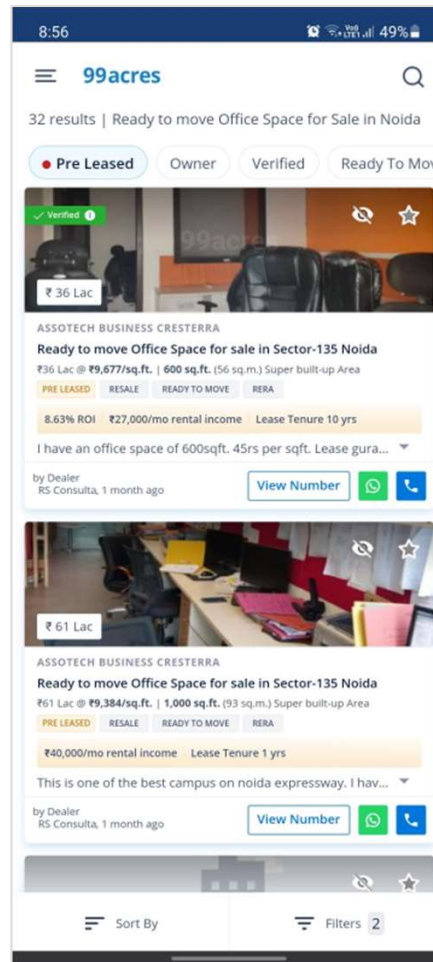 8:56
Vo) LTE1 49%
99acres
32 results | Ready to move Office Space for Sale in Noida
Pre Leased Owner Verified Ready To Mov
Verified
99acre
₹ 36 Lac
ASSOTECH BUSINESS CRESTERRA
Ready to move Office Space for sale in Sector-135 Noida
₹36 Lac @ ₹9,677/sq.ft. | 600 sq.ft. (56 sq.m.) Super built-up Area
PRE LEASED RESALE READY TO MOVE RERA
8.63% ROI ₹27,000/mo rental income Lease Tenure 10 yrs
I have an office space of 600sqft. 45rs per sqft. Lease gura...
by Dealer
RS Consulta, 1 month ago
View Number
₹ 61 Lac
ASSOTECH BUSINESS CRESTERRA
Ready to move Office Space for sale in Sector-135 Noida
₹61 Lac @ ₹9,384/sq.ft. | 1,000 sq.ft. (93 sq.m.) Super built-up Area
PRE LEASED RESALE READY TO MOVE RERA
₹40,000/mo rental income Lease Tenure 1 yrs
This is one of the best campus on noida expressway. I hav...
by Dealer
RS Consulta, 1 month ago
View Number
Sort By
Filters 2